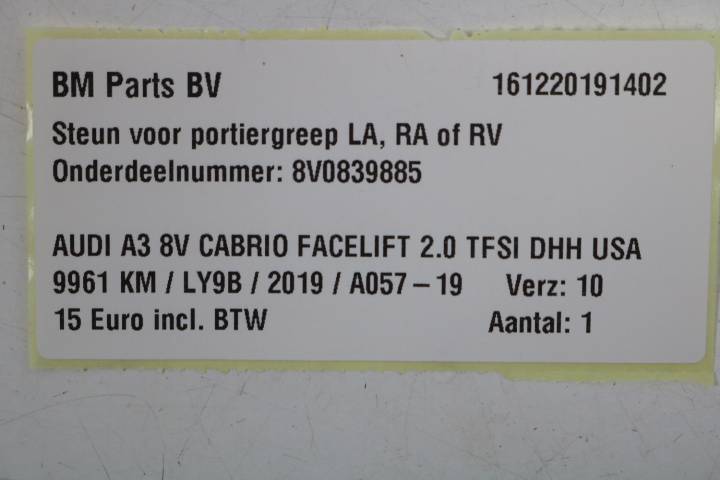 BM Parts BV 161220191402
Steun voor portiergreep LA, RA of RV
Onderdeelnummer: 8V0839885
AUDI A3 8V CABRIO FACELIFT 2.0 TFSI DHH USA
9961 KM / LY9B / 2019 / A057-19 Verz: 10
15 Euro incl. BTW Aantal: 1